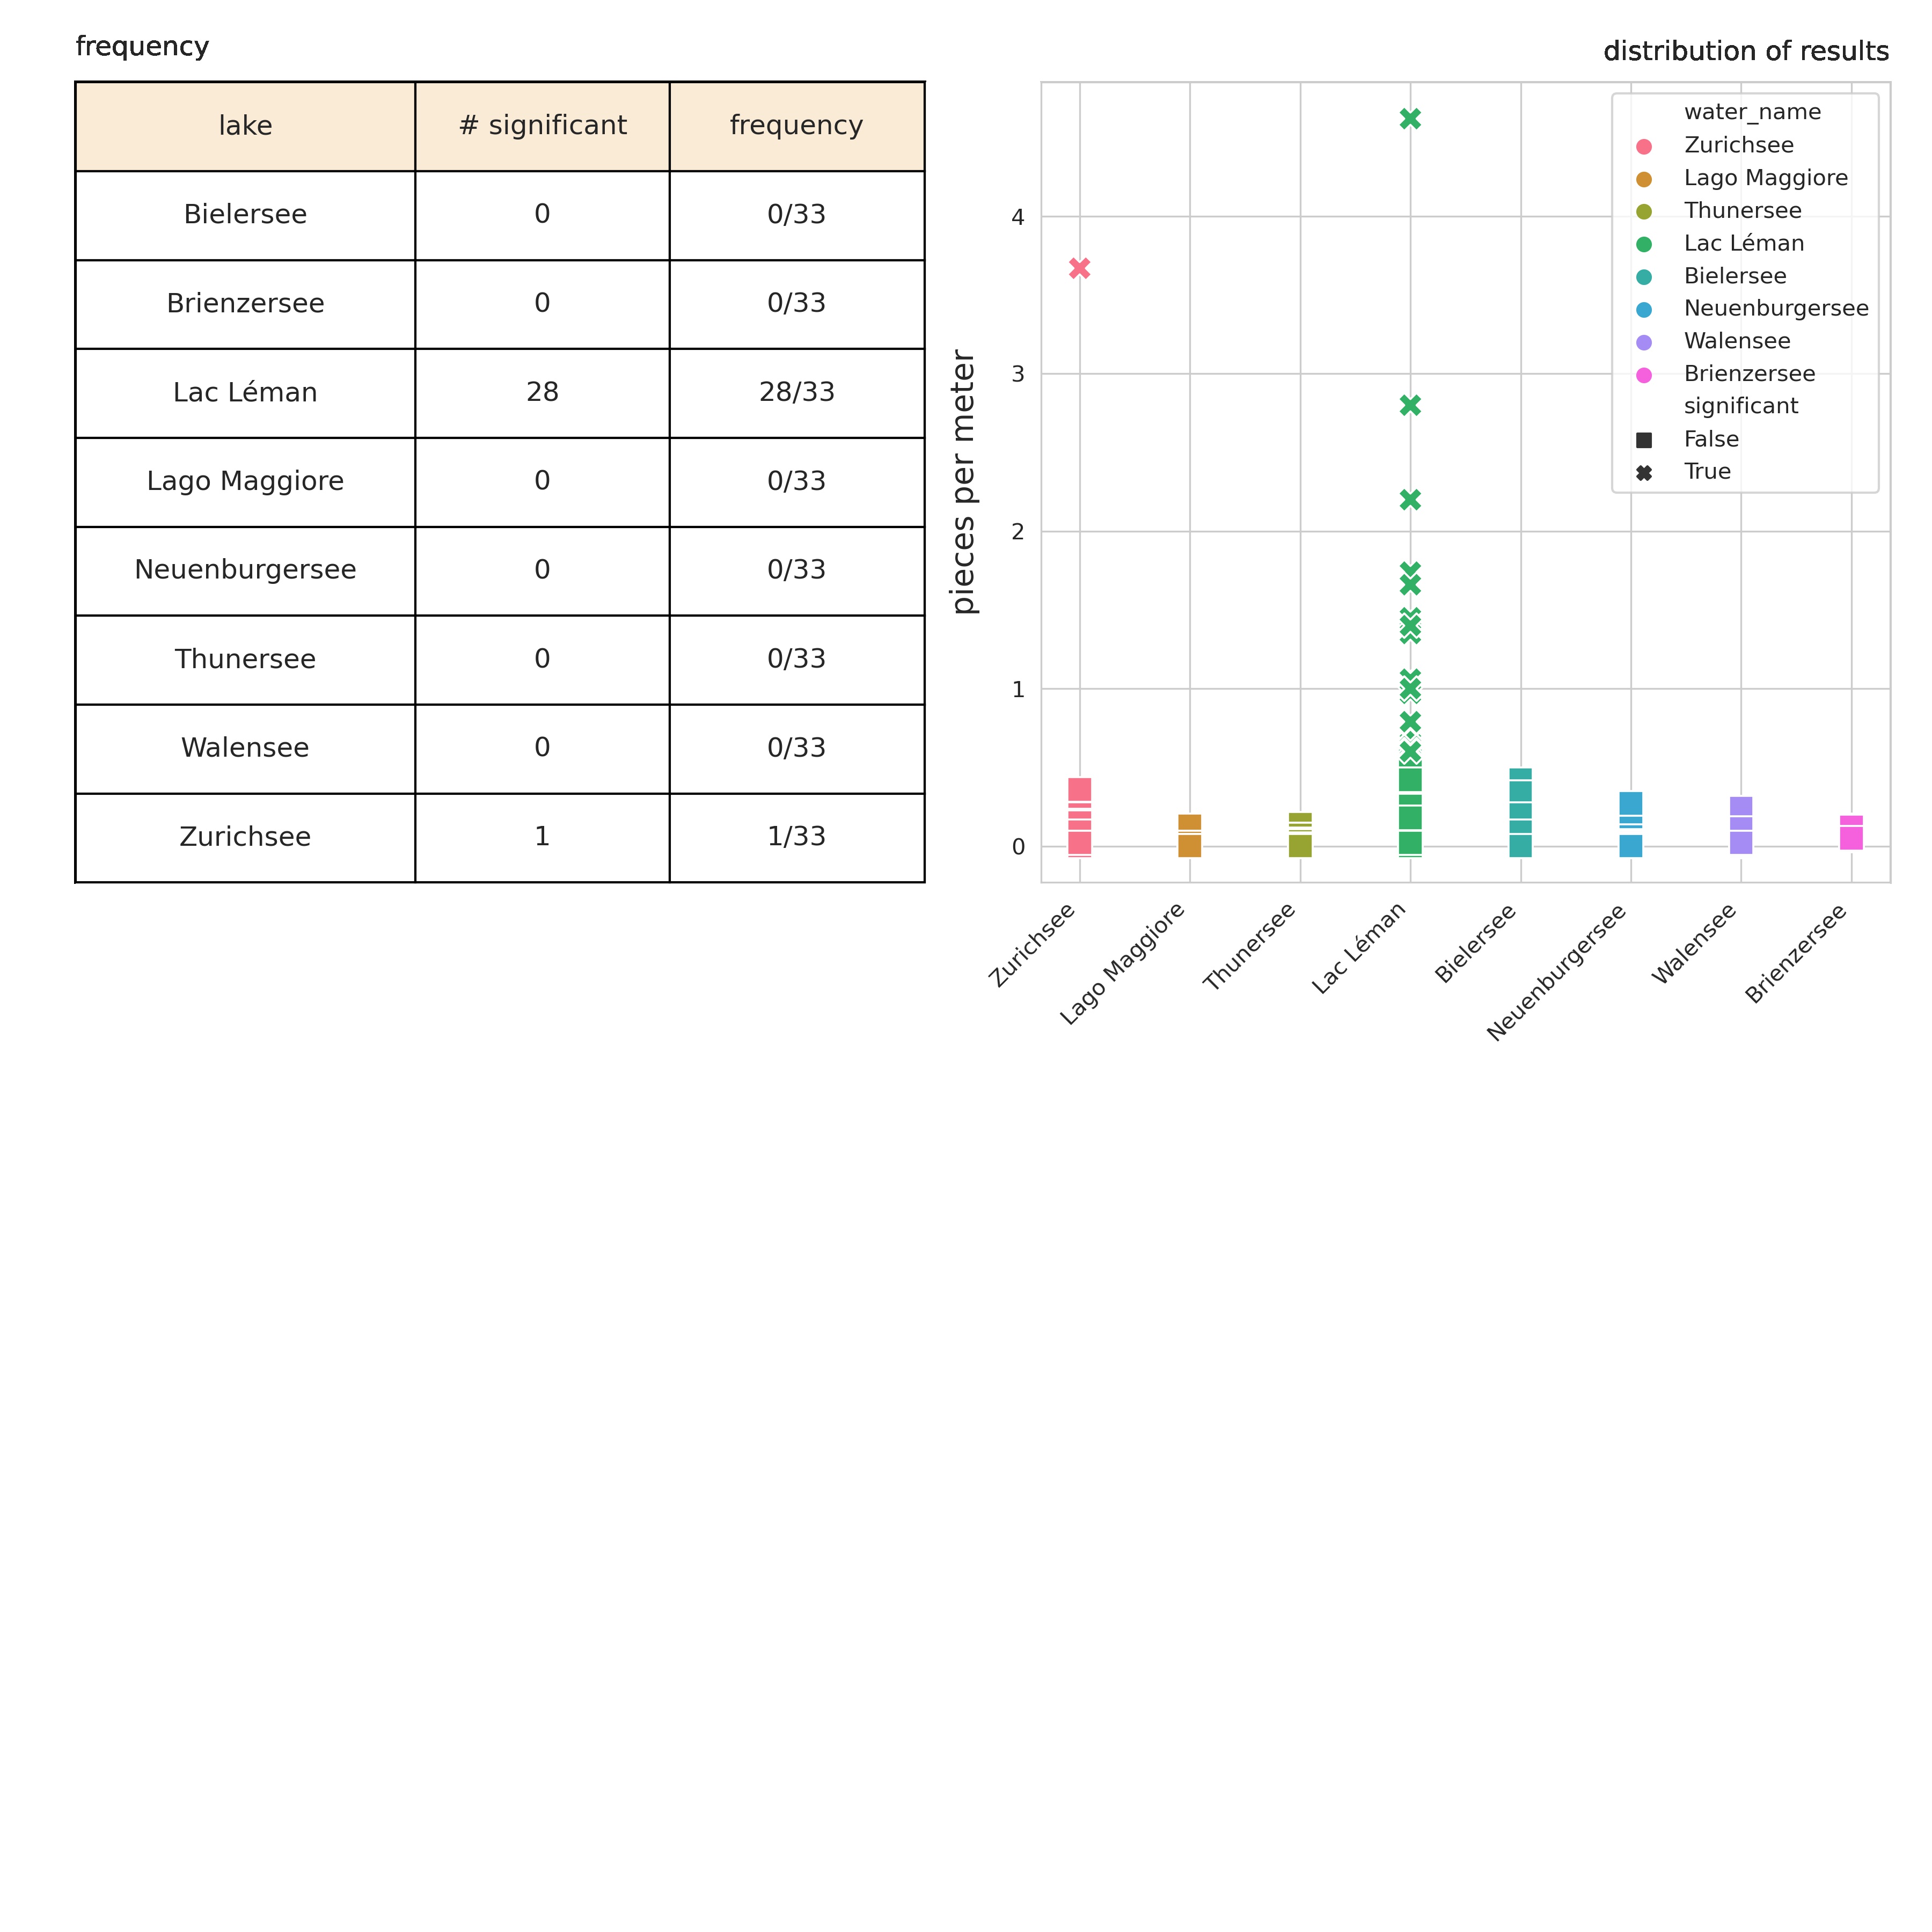 frequency
lake # significant frequency
Bielersee 0 0/33
Brienzersee 0 0/33
Lac Léman 28 28/33
Lago Maggiore 0 0/33
Neuenburgersee 0 0/33
Thunersee 0 0/33
Walensee 0 0/33
Zurichsee 1 1/33
distribution of results
pieces per meter
4
3
2
1
0
water_name
Zurichsee
Lago Maggiore
Thunersee
Lac Léman
Bielersee
Neuenburgersee
Walensee
Brienzersee
significant
False
True
Zurichsee
Lago Maggiore
Thunersee
Lac Léman
Bielersee
Neuenburgersee
Walensee
Brienzersee